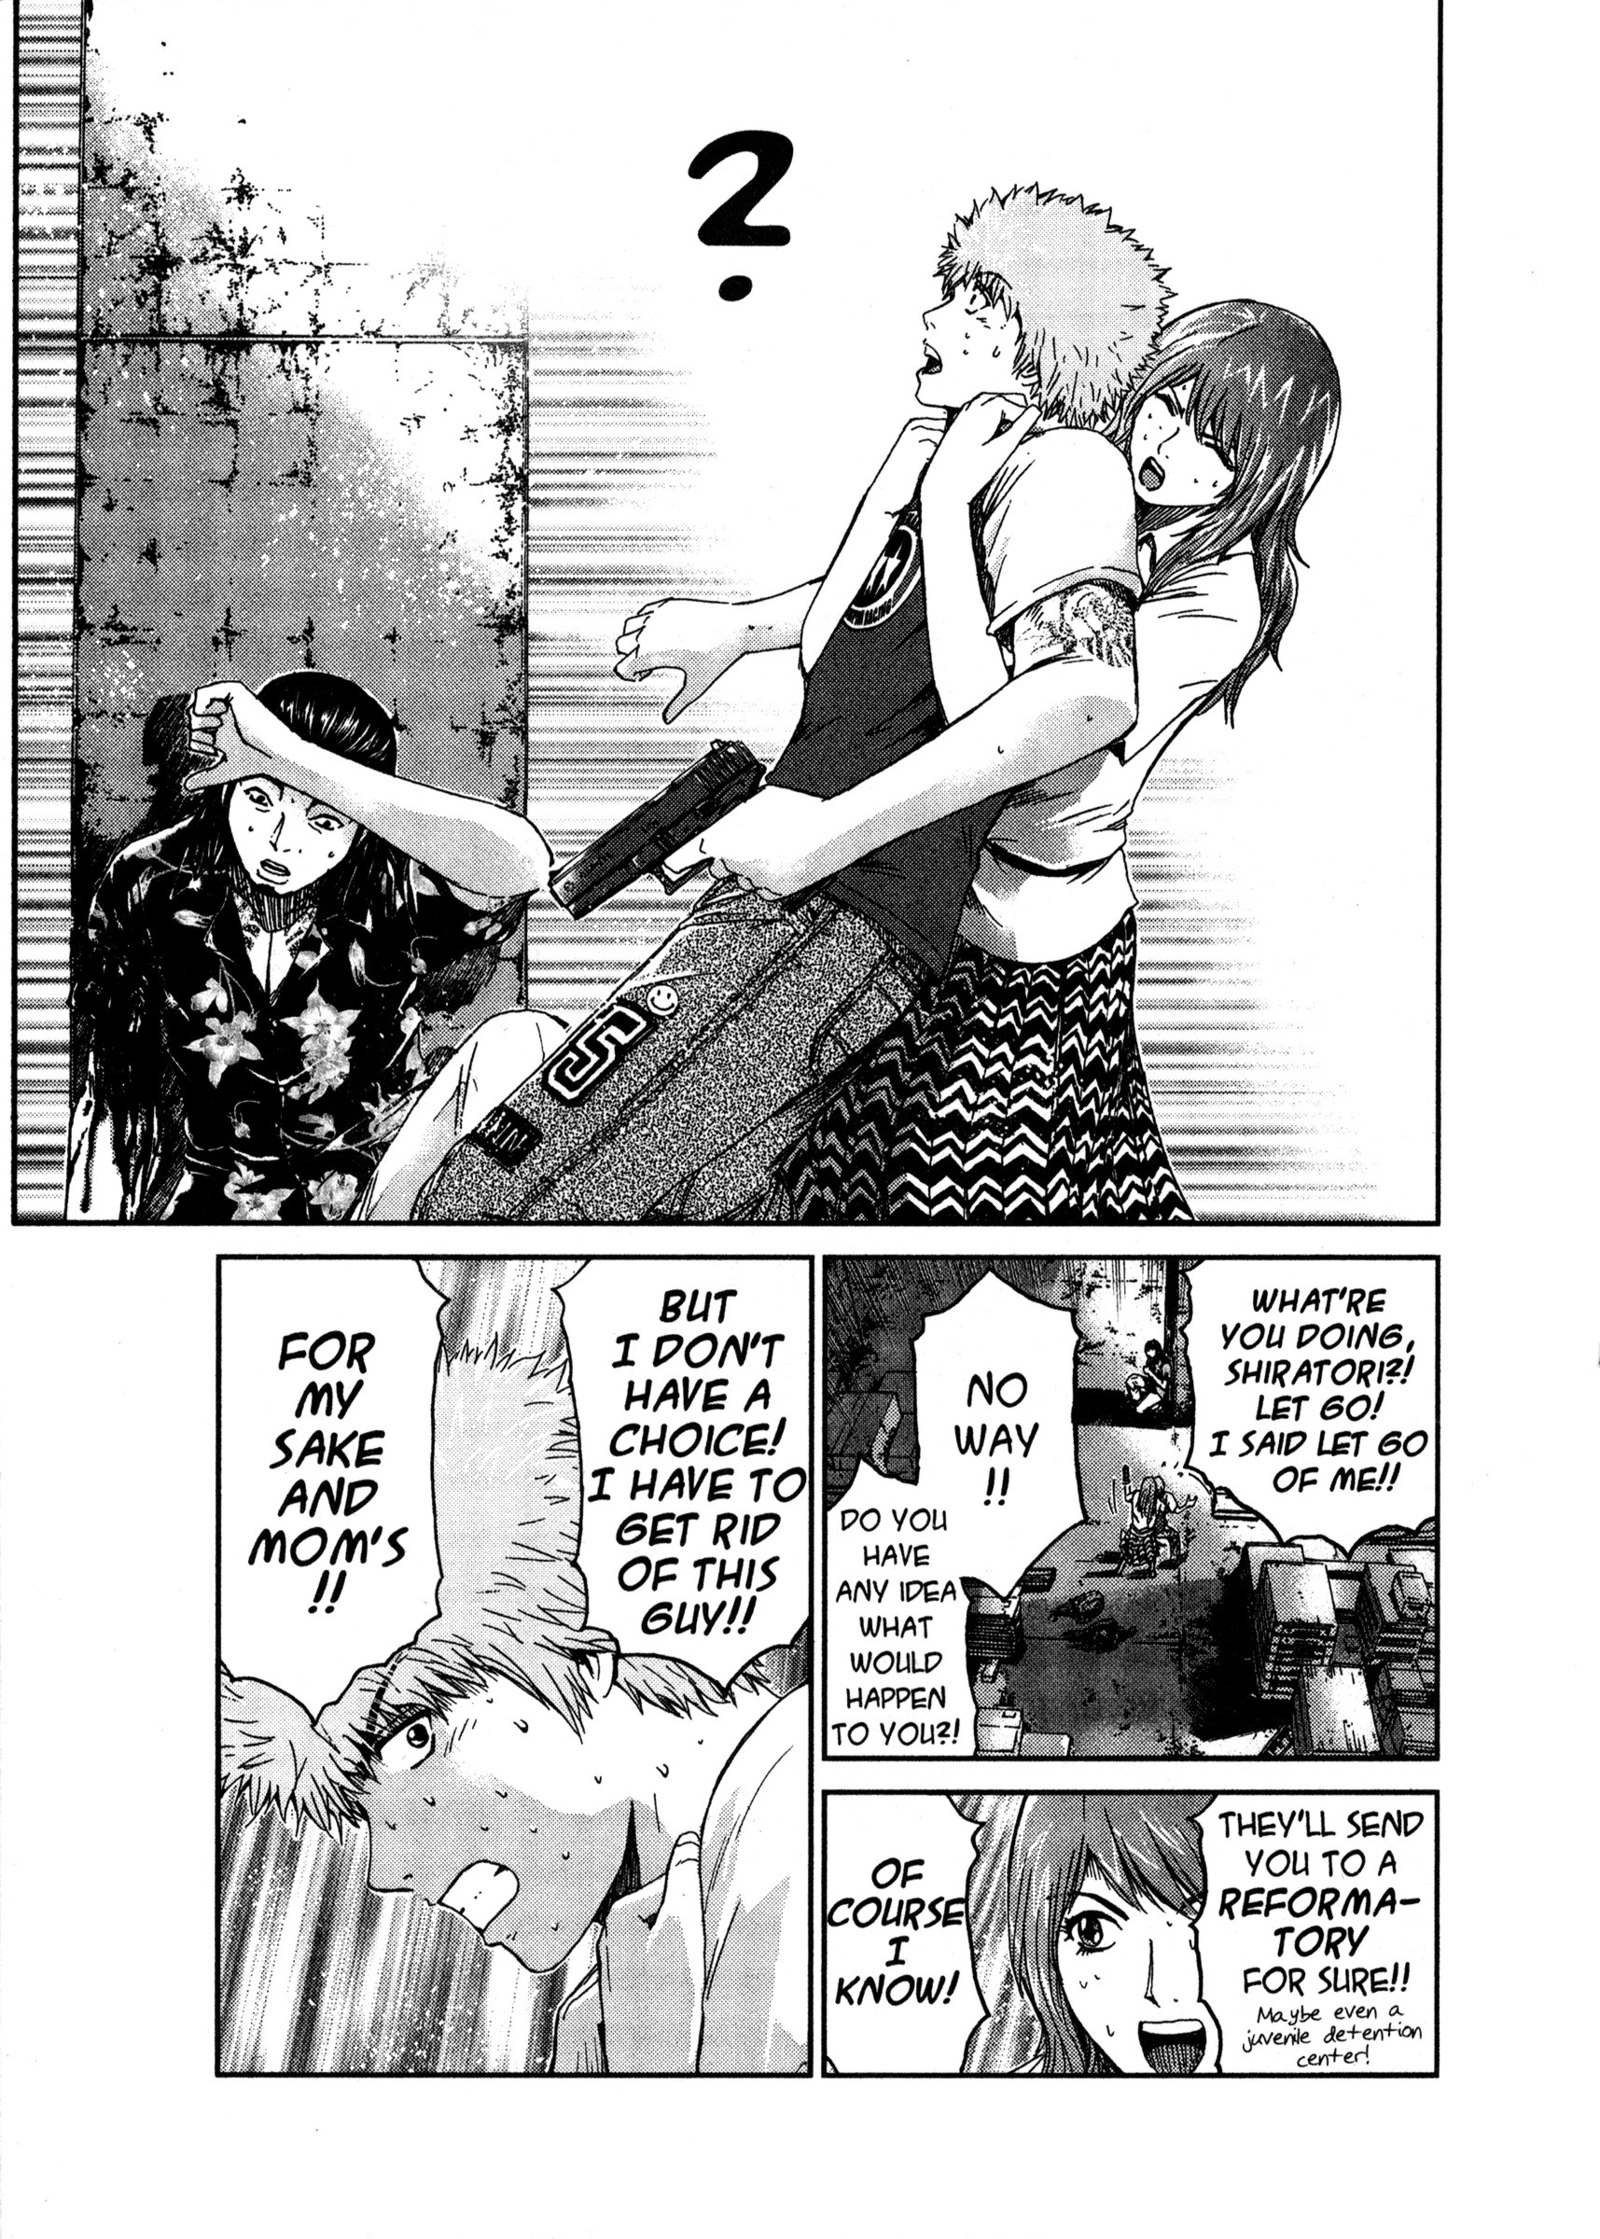 ?
WHAT'RE
YOU DOING,
SHIRATORI?!
LET GO!
I SAID LET GO
OF ME!!
NO
WAY
!!
DO YOU
HAVE
ANY IDEA
WHAT
WOULD
HAPPEN
TO YOU?!
THEY'LL SEND
YOU TO A
REFORMA-
TORY
FOR SURE!!
Maybe even a
juvenile detention
center!
OF
COURSE
I
KNOW!
BUT
I DON'T
HAVE A
CHOICE!
I HAVE TO
GET RID
OF THIS
GUY!!
FOR
MY
SAKE
AND
MOM'S
!!